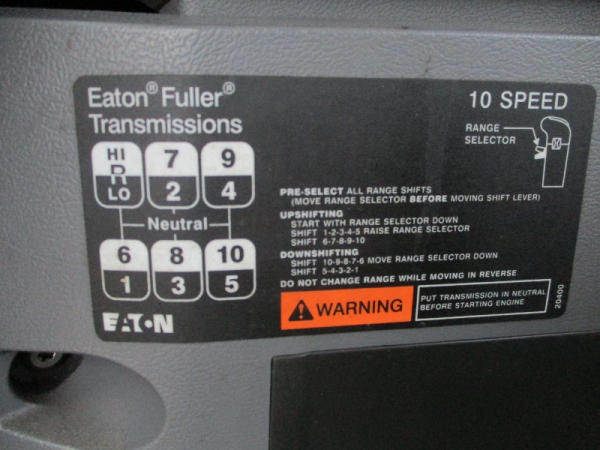 Eaton® Fuller®
Transmissions
10 SPEED
RANGE
SELECTOR
HI 7 9
R
LO 2 4
Neutral
6 8 10
1 3 5
PRE-SELECT ALL RANGE SHIFTS
(MOVE RANGE SELECTOR BEFORE MOVING SHIFT LEVER)
UPSHIFTING
START WITH RANGE SELECTOR DOWN
SHIFT 1-2-3-4-5 RAISE RANGE SELECTOR
SHIFT 6-7-8-9-10
DOWNSHIFTING
SHIFT 10-9-8-7-6 MOVE RANGE SELECTOR DOWN
SHIFT 5-4-3-2-1
DO NOT CHANGE RANGE WHILE MOVING IN REVERSE
WARNING
PUT TRANSMISSION IN NEUTRAL
BEFORE STARTING ENGINE
20400
EATON